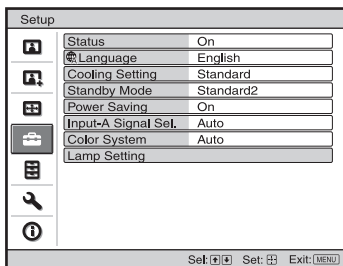 Setup
Status On
Language English
Cooling Setting Standard
Standby Mode Standard2
Power Saving On
Input-A Signal Sel. Auto
Color System Auto
Lamp Setting
Sel: Set: Exit: MENU